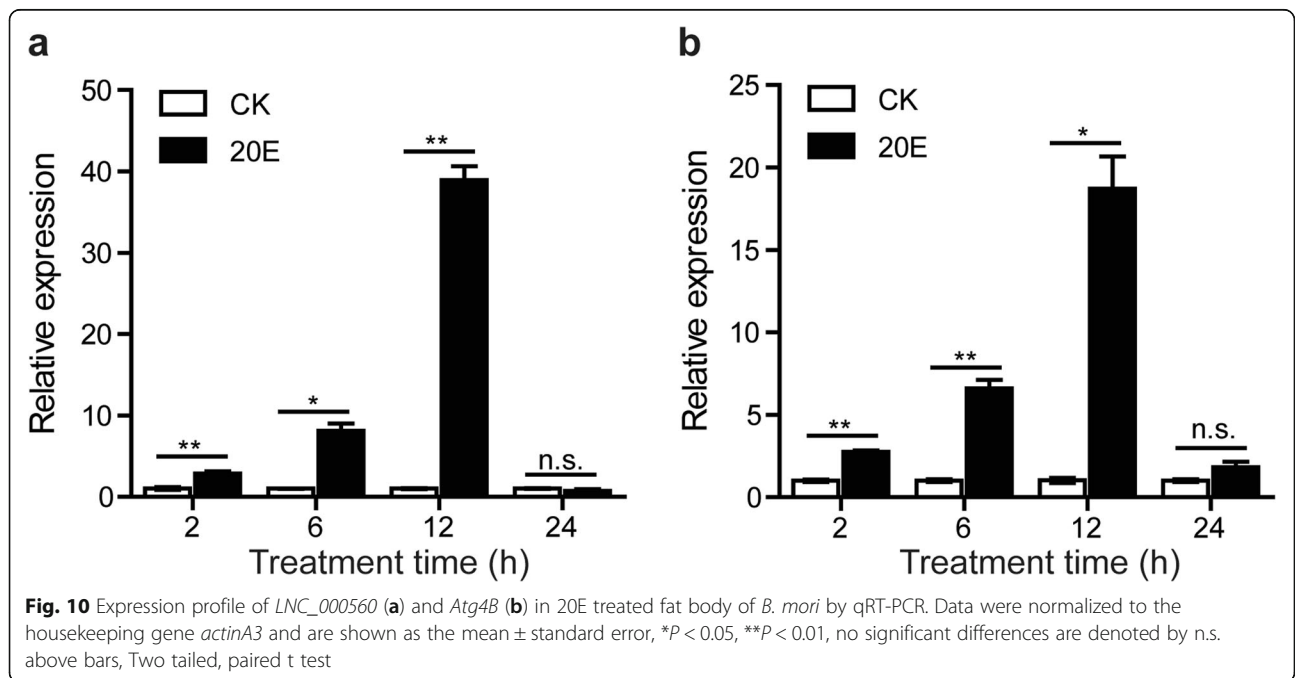 a
50
40
30
20
10
0
Relative expression
CK
20E
**
*
**
n.s.
2 6 12 24
Treatment time (h)
b
25
20
15
10
5
0
Relative expression
CK
20E
**
**
*
n.s.
2 6 12 24
Treatment time (h)
Fig. 10 Expression profile of LNC_000560 (a) and Atg4B (b) in 20E treated fat body of B. mori by qRT-PCR. Data were normalized to the
housekeeping gene actinA3 and are shown as the mean ± standard error, *P < 0.05, **P < 0.01, no significant differences are denoted by n.s.
above bars, Two tailed, paired t test